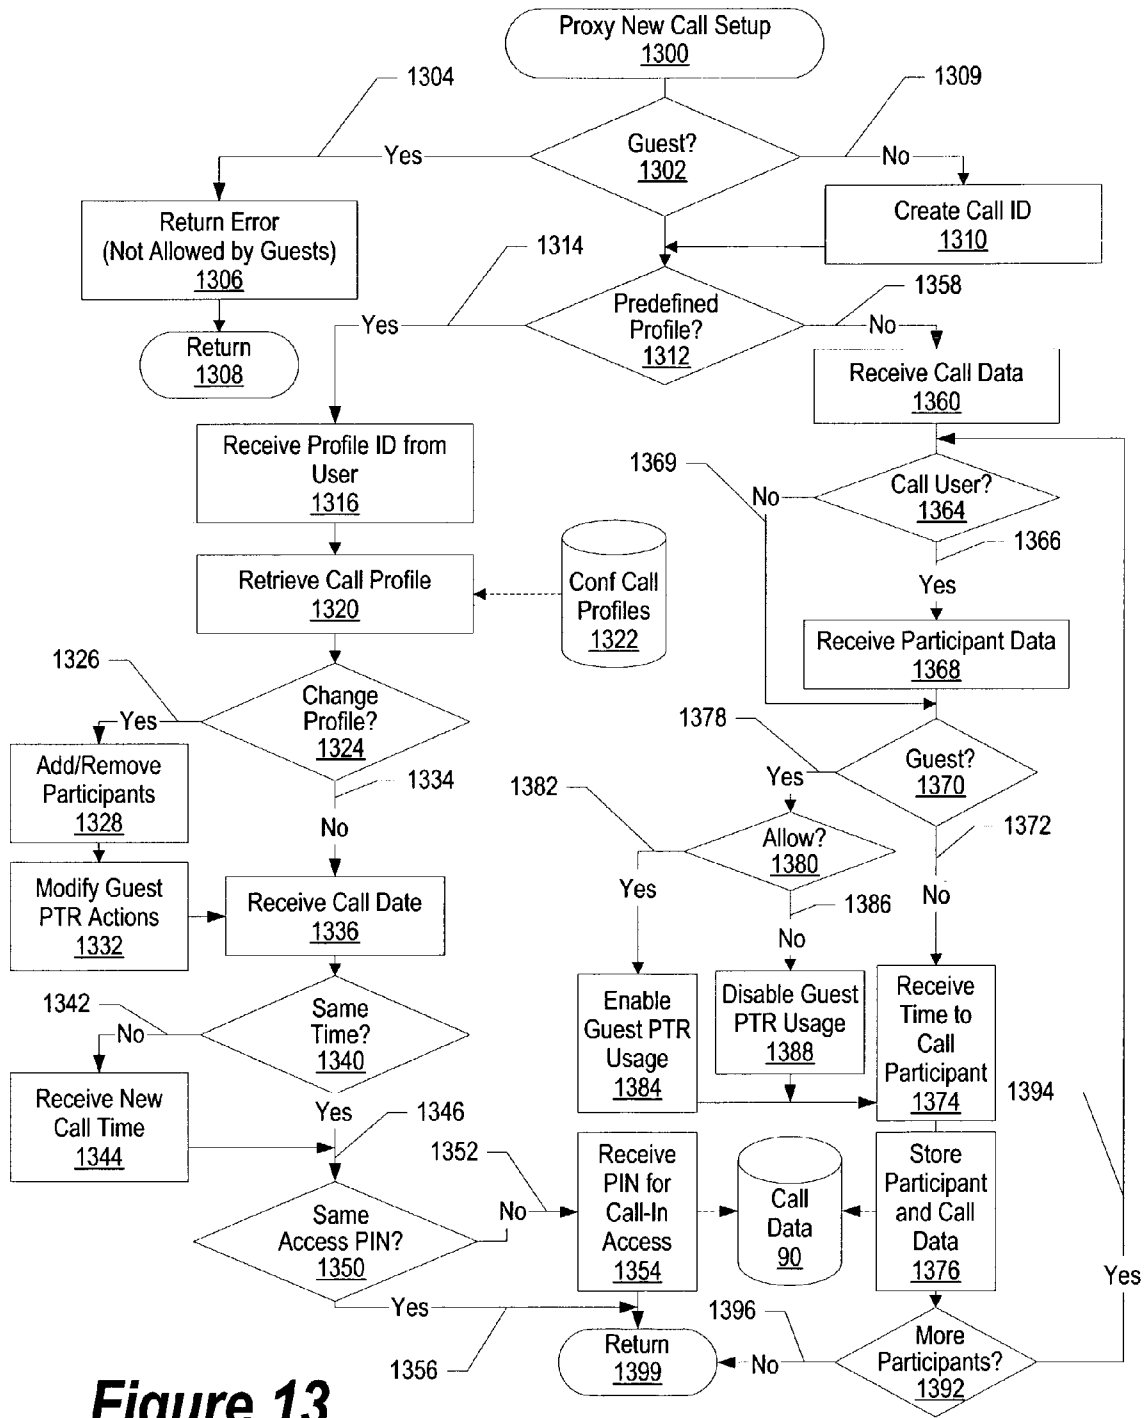 Proxy New Call Setup
1300
1304
1309
Guest?
1302
Yes
No
Return Error
(Not Allowed by Guests)
1306
Create Call ID
1310
1314
1358
Return
1308
Yes
Predefined
Profile?
1312
No
Receive Call Data
1360
Receive Profile ID from
User
1316
1369
No
Call User?
1364
1366
Yes
Retrieve Call Profile
1320
Conf Call
Profiles
1322
Receive Participant Data
1368
1326
Yes
Change
Profile?
1324
1334
No
1378
Guest?
1370
Yes
1372
No
Add/Remove
Participants
1328
1382
Allow?
1380
Yes
1386
No
Modify Guest
PTR Actions
1332
Receive Call Date
1336
1342
No
Same
Time?
1340
Yes
1346
Enable
Guest PTR
Usage
1384
Disable Guest
PTR Usage
1388
Receive
Time to
Call
Participant
1374
1394
Receive New
Call Time
1344
1352
No
Same
Access PIN?
1350
Receive
PIN for
Call-In
Access
1354
Call
Data
90
Store
Participant
and Call
Data
1376
Yes
Yes
1356
Return
1399
1396
No
More
Participants?
1392
Figure 13